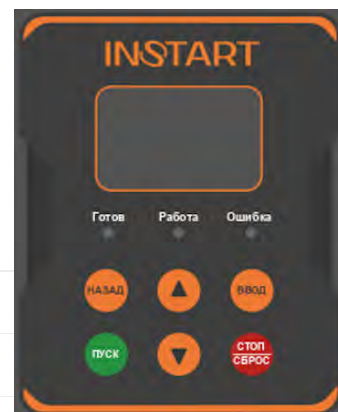 INSTART
Готов Работа Ошибка
НАЗАД ВВОД
ПУСК СТОП
СБРОС